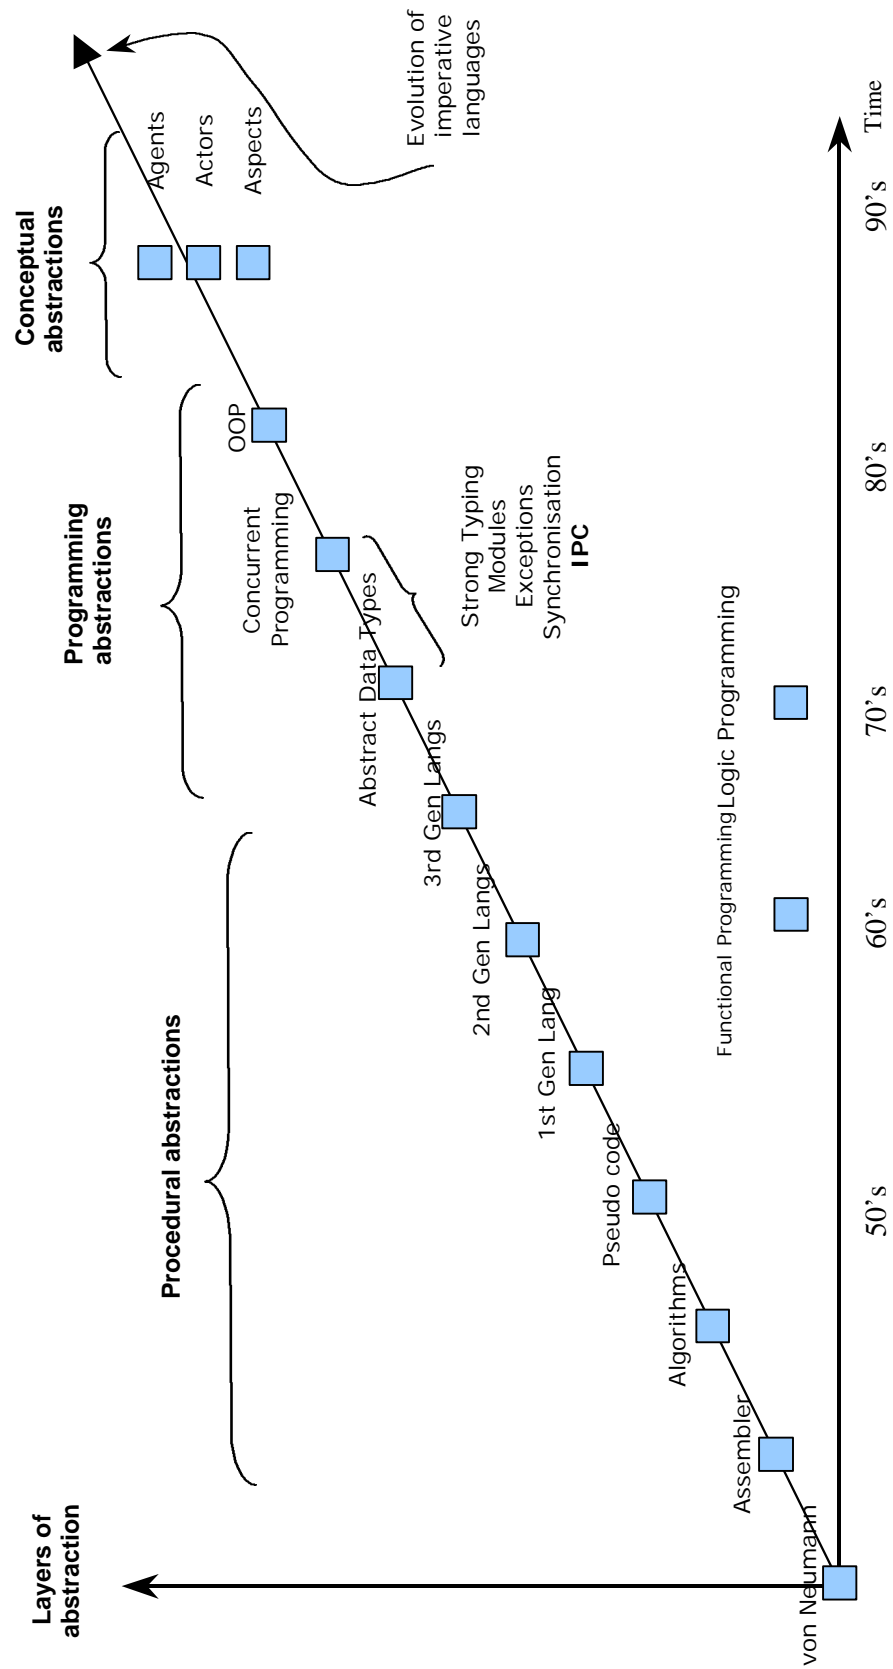 Layers of
abstraction
Procedural abstractions
Programming
abstractions
Conceptual
abstractions
von Neumann
Assembler
Algorithms
Pseudo code
1st Gen Lang
2nd Gen Langs
3rd Gen Langs
Abstract Data Types
Concurrent
Programming
OOP
Agents
Actors
Aspects
Strong Typing
Modules
Exceptions
Synchronisation
IPC
Evolution of
imperative
languages
Functional Programming
Logic Programming
50's
60's
70's
80's
90's
Time